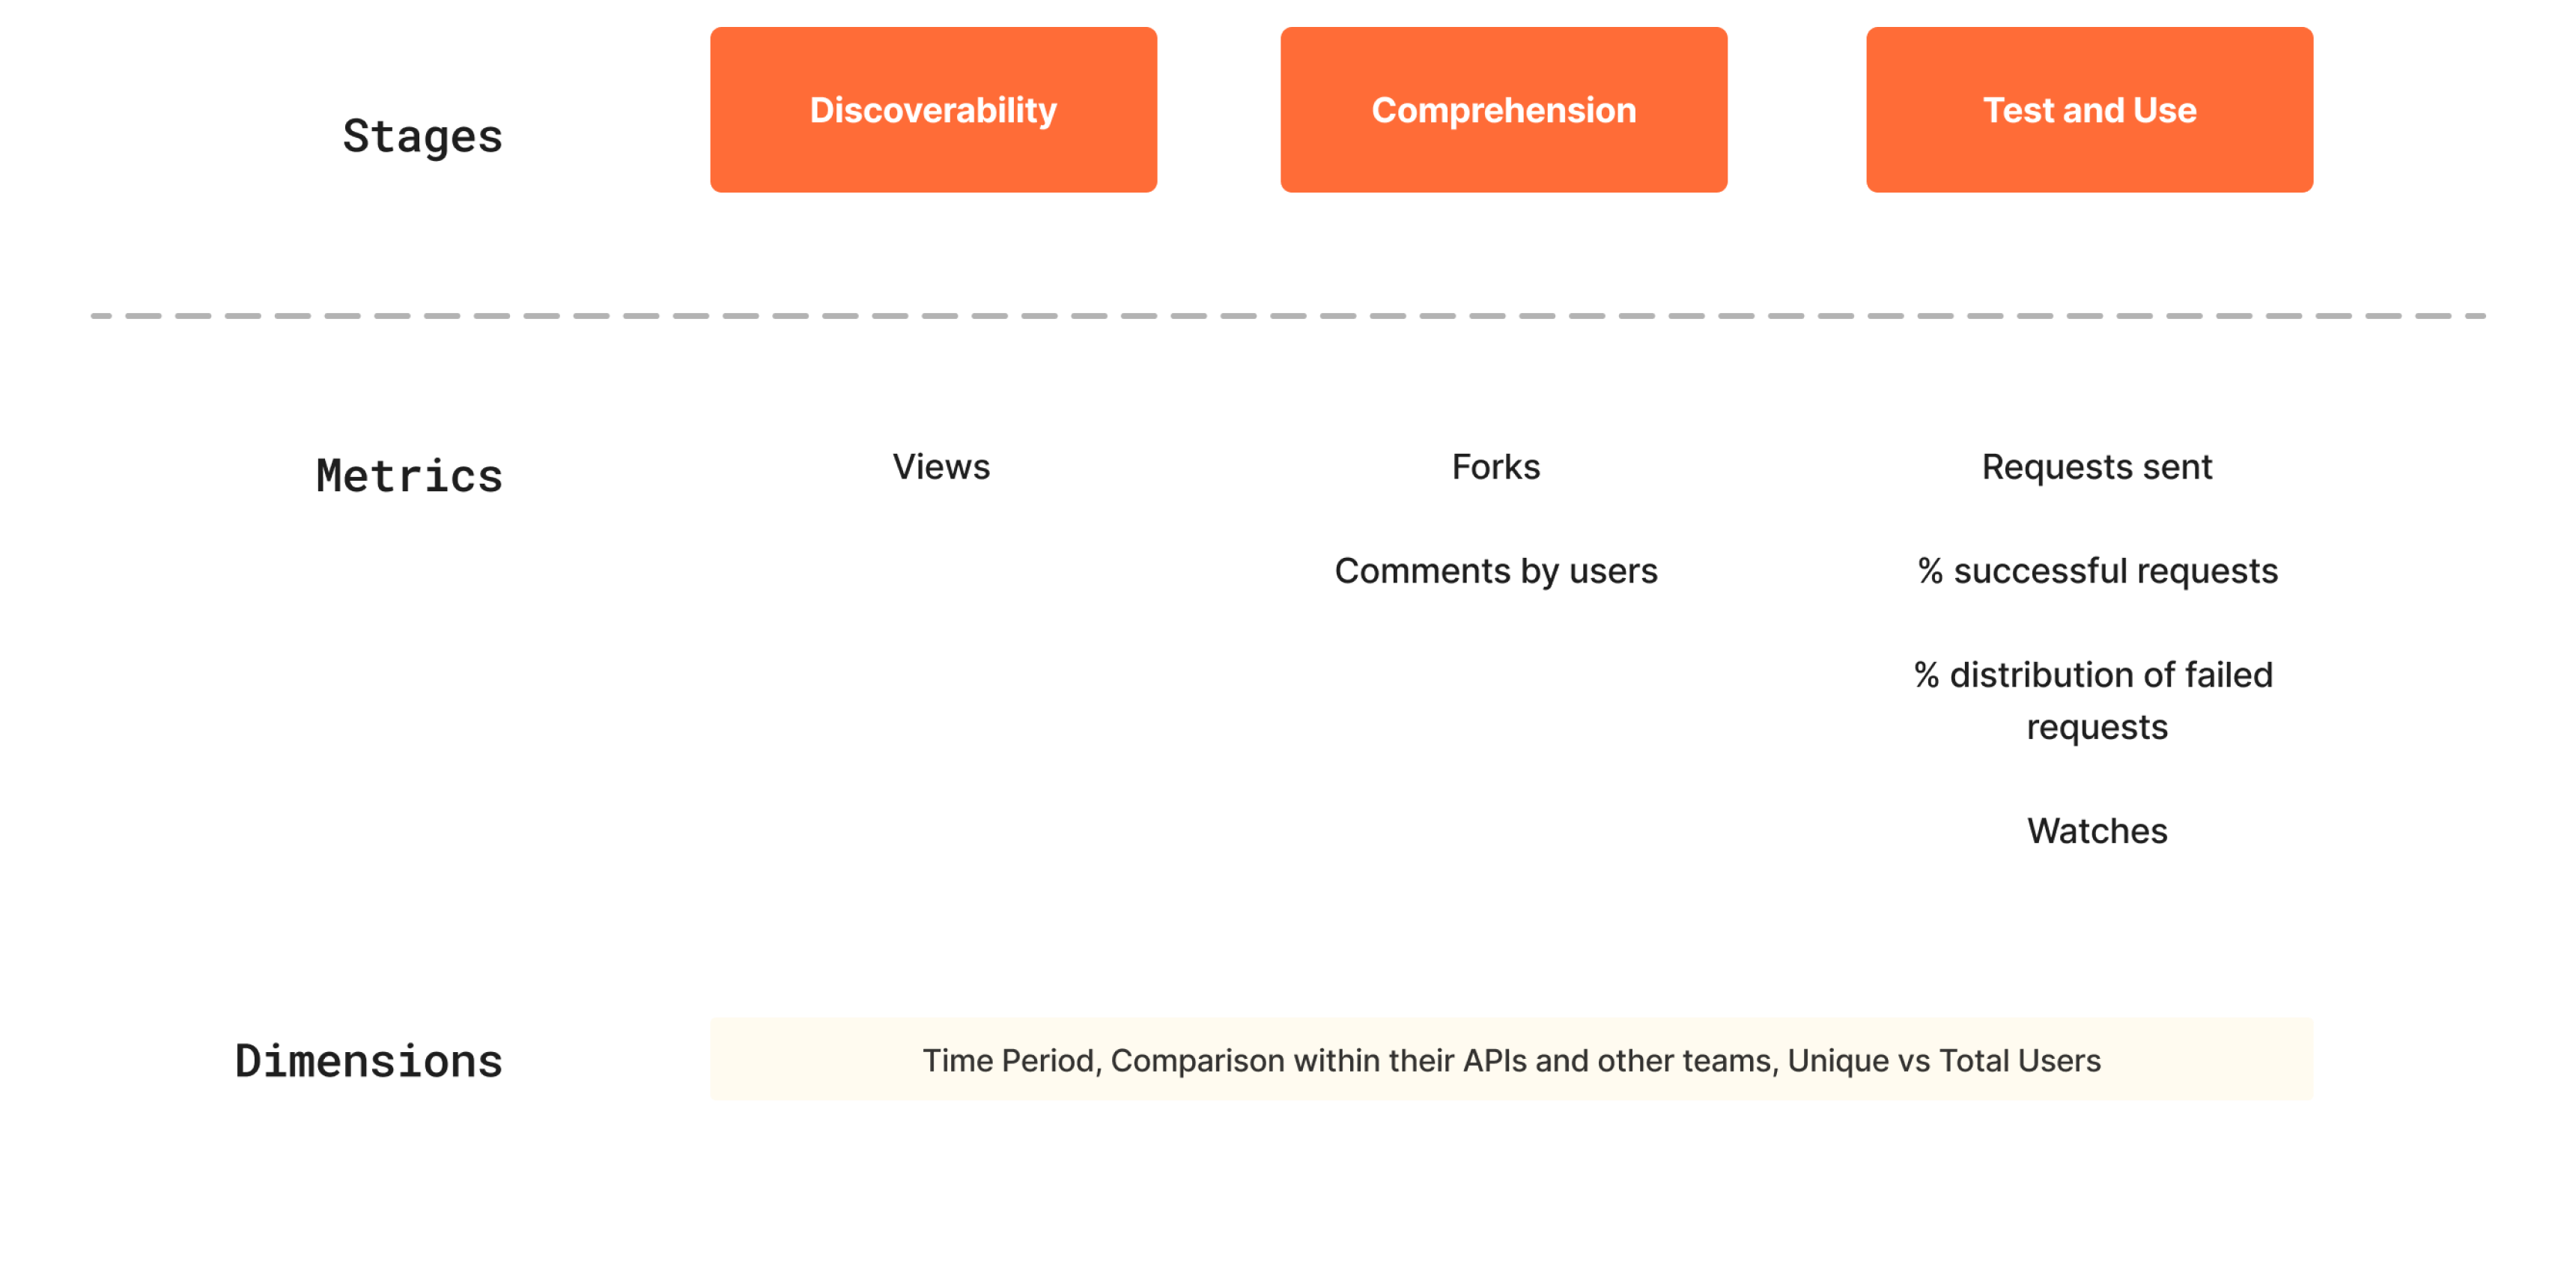 Stages
Discoverability
Comprehension
Test and Use
Metrics
Views
Forks
Requests sent
Comments by users
% successful requests
% distribution of failed
requests
Watches
Dimensions
Time Period, Comparison within their APIs and other teams, Unique vs Total Users